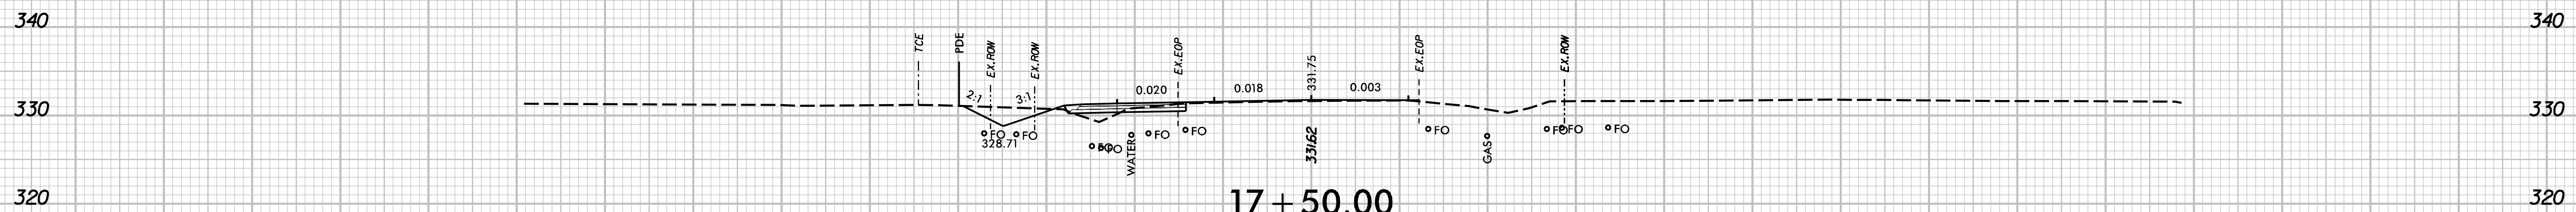 340 340
TCE PDE EX.ROW EX.ROW EX.EOP 331.75 EX.EOP EX.ROW
2:1 3:1 0.020 0.018 0.003
330 330
FO FO FO FO FO FO FO FO
328.71 FO WATER GAS
320 320
17+50.00